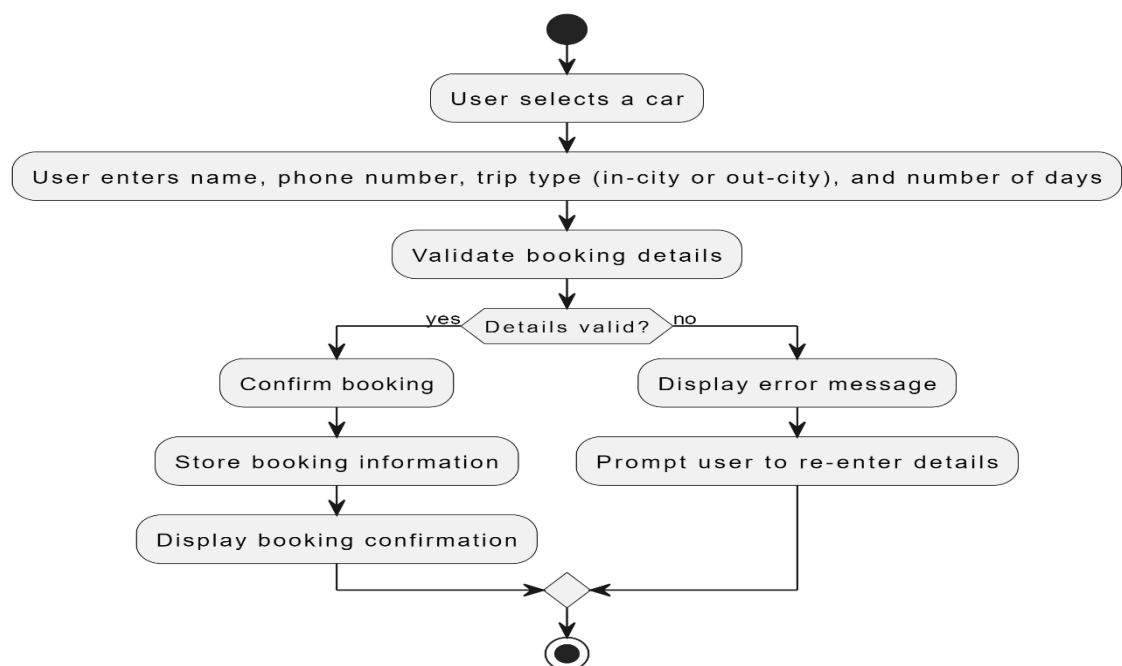 User selects a car
User enters name, phone number, trip type (in-city or out-city), and number of days
Validate booking details
yes
Details valid?
no
Confirm booking
Display error message
Store booking information
Prompt user to re-enter details
Display booking confirmation